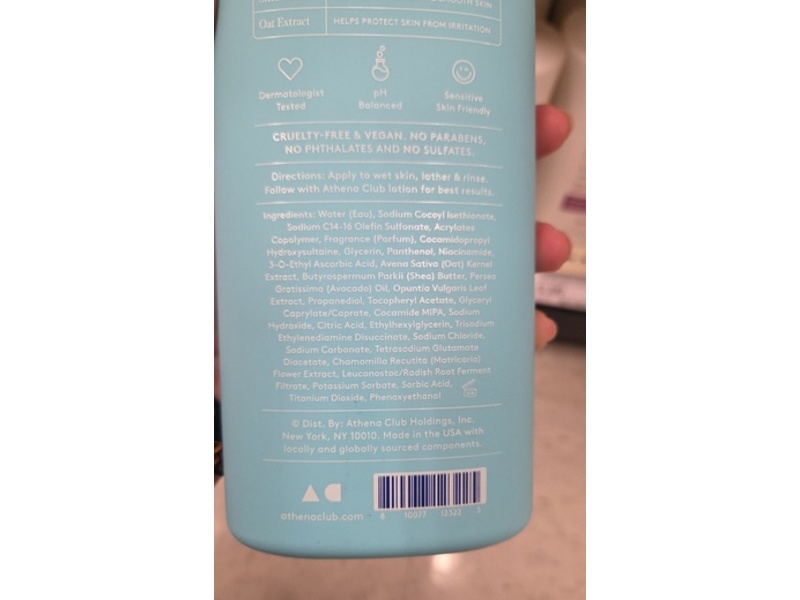 SMOOTH SKIN
Oat Extract HELPS PROTECT SKIN FROM IRRITATION
Dermatologist Tested
pH Balanced
Sensitive Skin Friendly
CRUELTY-FREE & VEGAN. NO PARABENS,
NO PHTHALATES AND NO SULFATES.
Directions: Apply to wet skin, lather & rinse.
Follow with Athena Club lotion for best results.
Ingredients: Water (Eau), Sodium Cocoyl Isethionate,
Sodium C14-16 Olefin Sulfonate, Acrylates
Copolymer, Fragrance (Parfum), Cocamidopropyl
Hydroxysultaine, Glycerin, Panthenol, Niacinamide,
3-O-Ethyl Ascorbic Acid, Avena Sativa (Oat) Kernel
Extract, Butyrospermum Parkii (Shea) Butter, Persea
Gratissima (Avocado) Oil, Opuntia Vulgaris Leaf
Extract, Propanediol, Tocopheryl Acetate, Glyceryl
Caprylate/Caprate, Cocamide MIPA, Sodium
Hydroxide, Citric Acid, Ethylhexylglycerin, Trisodium
Ethylenediamine Disuccinate, Sodium Chloride,
Sodium Carbonate, Tetrasodium Glutamate
Diacetate, Chamomilla Recutita (Matricaria)
Flower Extract, Leuconostoc/Radish Root Ferment
Filtrate, Potassium Sorbate, Sorbic Acid,
Titanium Dioxide, Phenoxyethanol
© Dist. By: Athena Club Holdings, Inc.
New York, NY 10010. Made in the USA with
locally and globally sourced components.
athenaclub.com
8 10077 12322 5